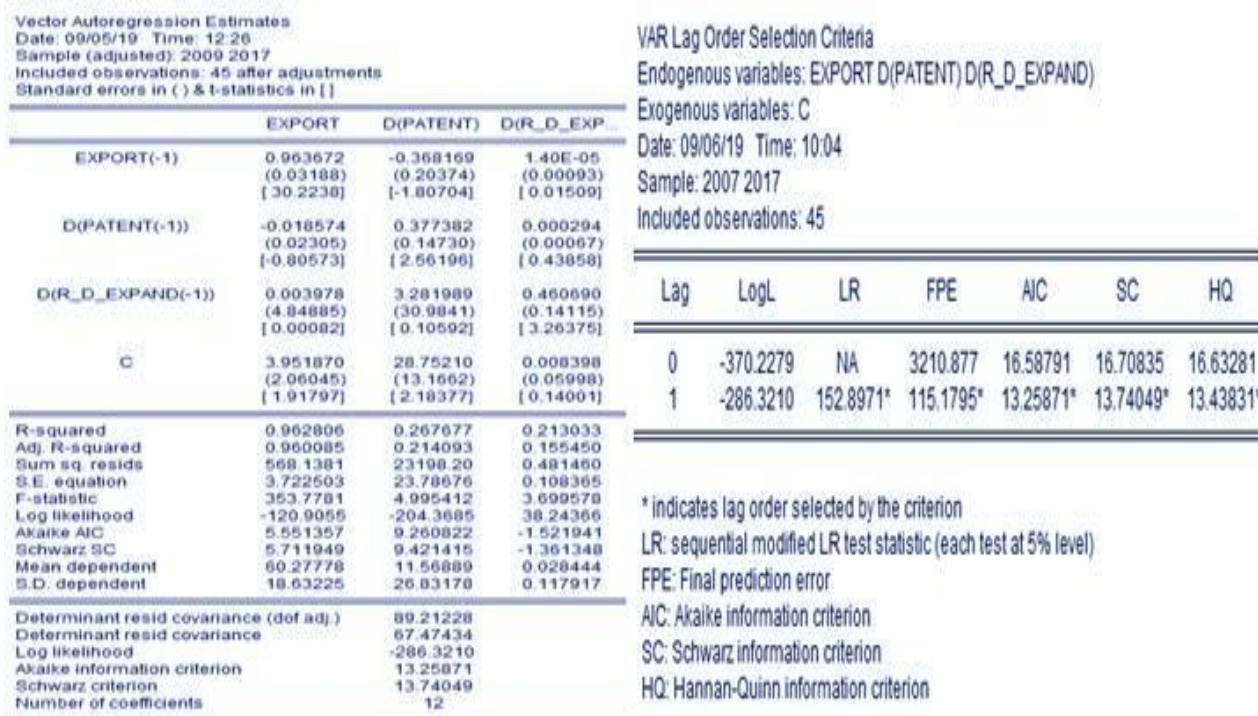 Vector Autoregression Estimates
Date: 09/05/19 Time: 12:26
Sample (adjusted): 2009 2017
Included observations: 45 after adjustments
Standard errors in ( ) & t-statistics in [ ]
EXPORT D(PATENT) D(R_D_EXP...
EXPORT(-1) 0.963672 -0.368169 1.40E-05
(0.03188) (0.20374) (0.00093)
[ 30.2238] [-1.80704] [ 0.01509]
D(PATENT(-1)) -0.018574 0.377382 0.000294
(0.02305) (0.14730) (0.00067)
[-0.80573] [ 2.56196] [ 0.43858]
D(R_D_EXPAND(-1)) 0.003978 3.281989 0.460690
(4.84885) (30.9841) (0.14115)
[ 0.00082] [ 0.10592] [ 3.26375]
C 3.951870 28.75210 0.008398
(2.06045) (13.1662) (0.05998)
[ 1.91797] [ 2.18377] [ 0.14001]
R-squared 0.962806 0.267677 0.213033
Adj. R-squared 0.960085 0.214093 0.155450
Sum sq. resids 568.1381 23198.20 0.481460
S.E. equation 3.722503 23.78676 0.108365
F-statistic 353.7781 4.995412 3.699578
Log likelihood -120.9055 -204.3685 38.24366
Akaike AIC 5.551357 9.260822 -1.521941
Schwarz SC 5.711949 9.421415 -1.361348
Mean dependent 60.27778 11.56889 0.028444
S.D. dependent 18.63225 26.83178 0.117917
Determinant resid covariance (dof adj.) 89.21228
Determinant resid covariance 67.47434
Log likelihood -286.3210
Akaike information criterion 13.25871
Schwarz criterion 13.74049
Number of coefficients 12
VAR Lag Order Selection Criteria
Endogenous variables: EXPORT D(PATENT) D(R_D_EXPAND)
Exogenous variables: C
Date: 09/06/19 Time: 10:04
Sample: 2007 2017
Included observations: 45
Lag LogL LR FPE AIC SC HQ
0 -370.2279 NA 3210.877 16.58791 16.70835 16.63281
1 -286.3210 152.8971* 115.1795* 13.25871* 13.74049* 13.43831*
* indicates lag order selected by the criterion
LR: sequential modified LR test statistic (each test at 5% level)
FPE: Final prediction error
AIC: Akaike information criterion
SC: Schwarz information criterion
HQ: Hannan-Quinn information criterion